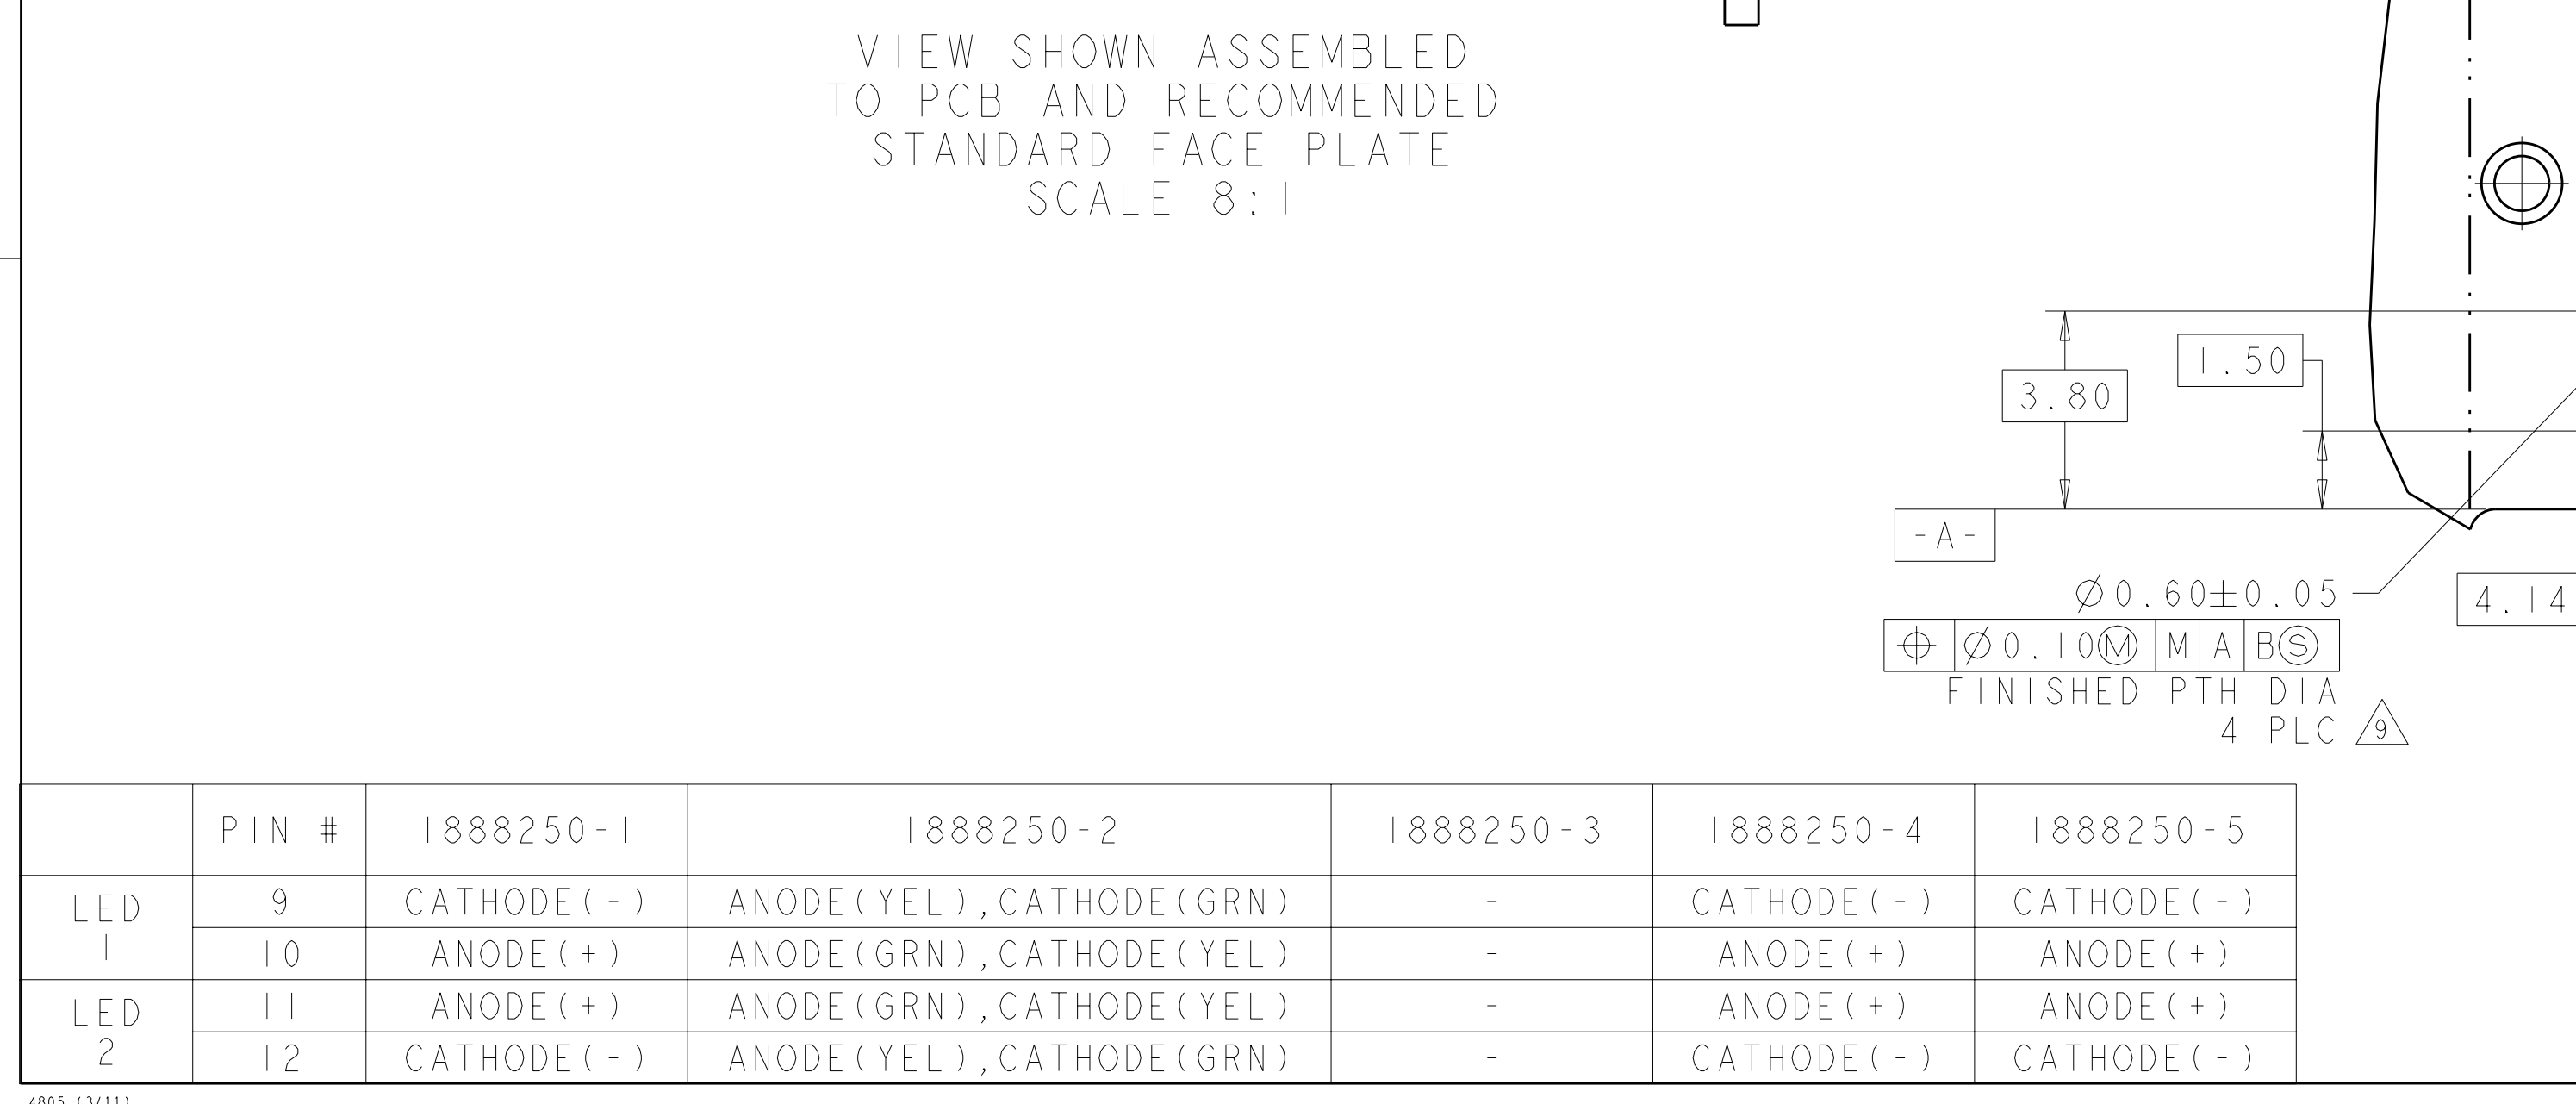 VIEW SHOWN ASSEMBLED
TO PCB AND RECOMMENDED
STANDARD FACE PLATE
SCALE 8:1
1.50
3.80
-A-
Ø0.60±0.05
4.14
⌖ Ø0.10Ⓜ M A BⓈ
FINISHED PTH DIA
4 PLC 9
PIN # 1888250-1 1888250-2 1888250-3 1888250-4 1888250-5
LED 1
9 CATHODE(-) ANODE(YEL),CATHODE(GRN) - CATHODE(-) CATHODE(-)
10 ANODE(+) ANODE(GRN),CATHODE(YEL) - ANODE(+) ANODE(+)
LED 2
11 ANODE(+) ANODE(GRN),CATHODE(YEL) - ANODE(+) ANODE(+)
12 CATHODE(-) ANODE(YEL),CATHODE(GRN) - CATHODE(-) CATHODE(-)
4805 (3/11)